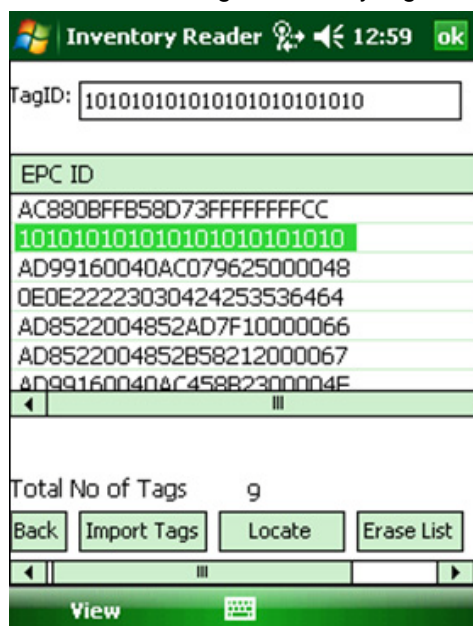 Inventory Reader 12:59 ok
TagID: 101010101010101010101010
EPC ID
AC880BFFB58D73FFFFFFFFCC
101010101010101010101010
AD99160040AC079625000048
0E0E22223030424253536464
AD8522004852AD7F10000066
AD8522004852B58212000067
AD99160040AC458B2300004E
Total No of Tags 9
Back Import Tags Locate Erase List
View